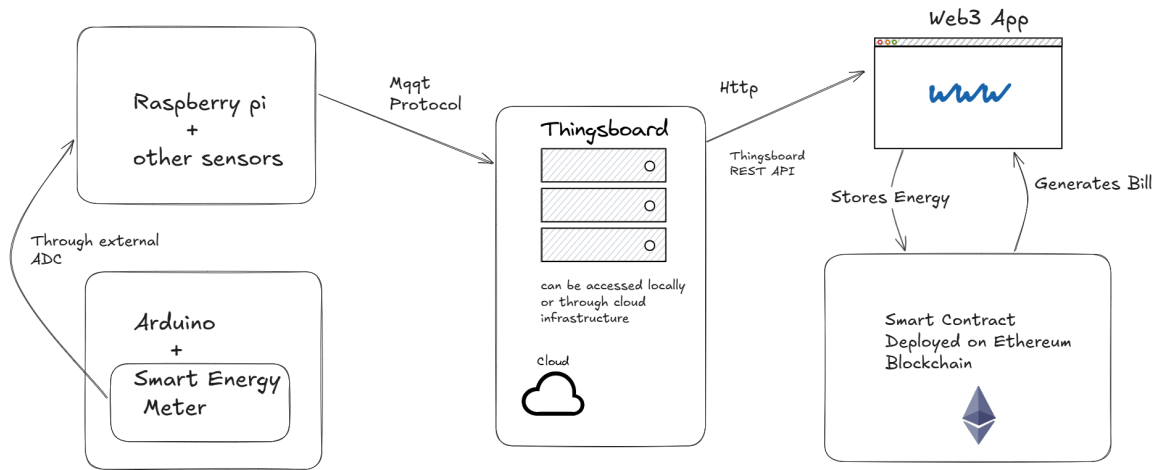 Web3 App
www
Raspberry pi
+
other sensors
Mqqt
Protocol
Http
Thingsboard
REST API
Thingsboard
can be accessed locally
or through cloud
infrastructure
Cloud
Through external
ADC
Arduino
+
Smart Energy
Meter
Stores Energy
Generates Bill
Smart Contract
Deployed on Ethereum
Blockchain